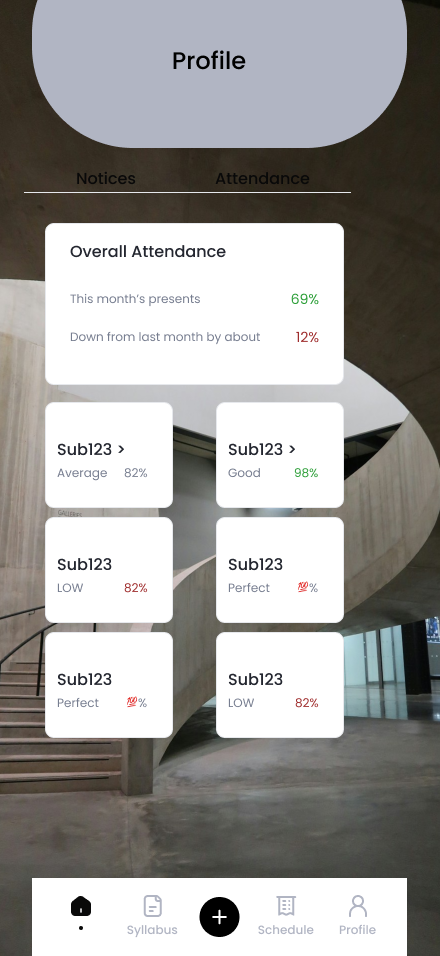 Profile
Notices Attendance
Overall Attendance
This month's presents 69%
Down from last month by about 12%
Sub123 > Sub123 >
Average 82% Good 98%
Sub123 Sub123
LOW 82% Perfect 💯%
Sub123 Sub123
Perfect 💯% LOW 82%
Syllabus Schedule Profile